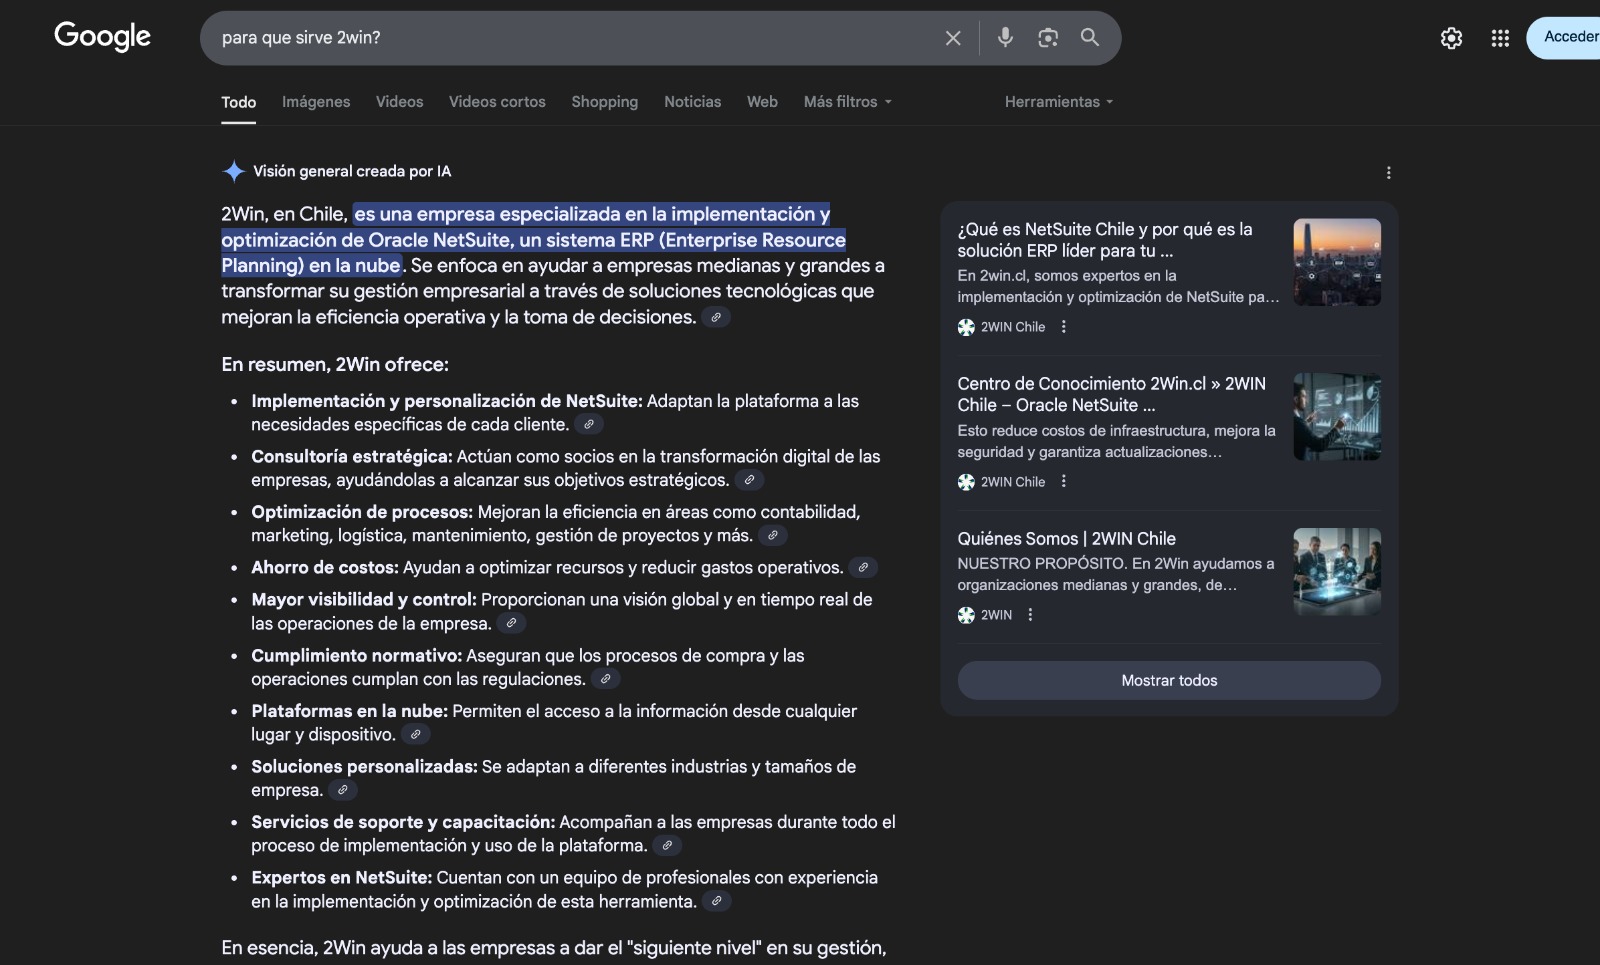 Google
para que sirve 2win?
Acceder
Todo
Imágenes
Videos
Videos cortos
Shopping
Noticias
Web
Más filtros
Herramientas
Visión general creada por IA
2Win, en Chile, es una empresa especializada en la implementación y
optimización de Oracle NetSuite, un sistema ERP (Enterprise Resource
Planning) en la nube. Se enfoca en ayudar a empresas medianas y grandes a
transformar su gestión empresarial a través de soluciones tecnológicas que
mejoran la eficiencia operativa y la toma de decisiones.
En resumen, 2Win ofrece:
• Implementación y personalización de NetSuite: Adaptan la plataforma a las
necesidades específicas de cada cliente.
• Consultoría estratégica: Actúan como socios en la transformación digital de las
empresas, ayudándolas a alcanzar sus objetivos estratégicos.
• Optimización de procesos: Mejoran la eficiencia en áreas como contabilidad,
marketing, logística, mantenimiento, gestión de proyectos y más.
• Ahorro de costos: Ayudan a optimizar recursos y reducir gastos operativos.
• Mayor visibilidad y control: Proporcionan una visión global y en tiempo real de
las operaciones de la empresa.
• Cumplimiento normativo: Aseguran que los procesos de compra y las
operaciones cumplan con las regulaciones.
• Plataformas en la nube: Permiten el acceso a la información desde cualquier
lugar y dispositivo.
• Soluciones personalizadas: Se adaptan a diferentes industrias y tamaños de
empresa.
• Servicios de soporte y capacitación: Acompañan a las empresas durante todo el
proceso de implementación y uso de la plataforma.
• Expertos en NetSuite: Cuentan con un equipo de profesionales con experiencia
en la implementación y optimización de esta herramienta.
En esencia, 2Win ayuda a las empresas a dar el "siguiente nivel" en su gestión,
¿Qué es NetSuite Chile y por qué es la
solución ERP líder para tu ...
En 2win.cl, somos expertos en la
implementación y optimización de NetSuite pa...
2WIN Chile
Centro de Conocimiento 2Win.cl » 2WIN
Chile – Oracle NetSuite ...
Esto reduce costos de infraestructura, mejora la
seguridad y garantiza actualizaciones...
2WIN Chile
Quiénes Somos | 2WIN Chile
NUESTRO PROPÓSITO. En 2Win ayudamos a
organizaciones medianas y grandes, de...
2WIN
Mostrar todos